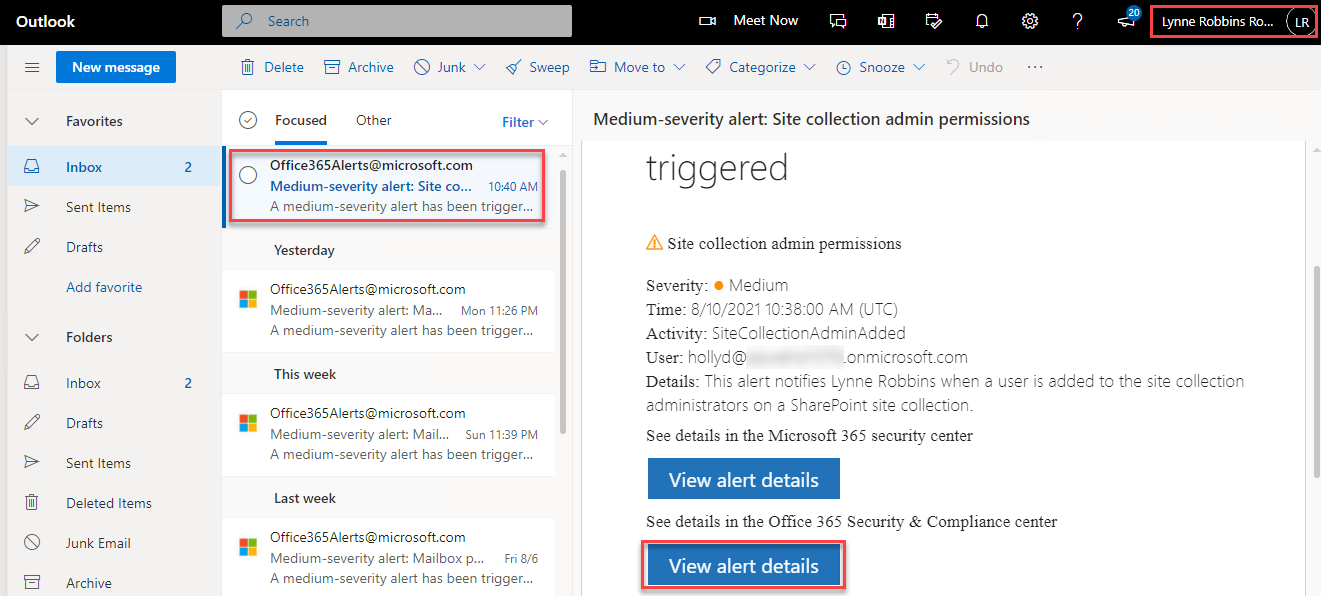 Outlook
Search
Meet Now
20
Lynne Robbins Ro...
LR
New message
Delete
Archive
Junk
Sweep
Move to
Categorize
Snooze
Undo
Favorites
Inbox 2
Sent Items
Drafts
Add favorite
Folders
Inbox 2
Drafts
Sent Items
Deleted Items
Junk Email
Archive
Focused
Other
Filter
Office365Alerts@microsoft.com
Medium-severity alert: Site co... 10:40 AM
A medium-severity alert has been trigger...
Yesterday
Office365Alerts@microsoft.com
Medium-severity alert: Ma... Mon 11:26 PM
A medium-severity alert has been trigger...
This week
Office365Alerts@microsoft.com
Medium-severity alert: Mail... Sun 11:39 PM
A medium-severity alert has been trigger...
Last week
Office365Alerts@microsoft.com
Medium-severity alert: Mailbox p... Fri 8/6
A medium-severity alert has been trigger...
Medium-severity alert: Site collection admin permissions
triggered
Site collection admin permissions
Severity: Medium
Time: 8/10/2021 10:38:00 AM (UTC)
Activity: SiteCollectionAdminAdded
User: hollyd@ .onmicrosoft.com
Details: This alert notifies Lynne Robbins when a user is added to the site collection
administrators on a SharePoint site collection.
See details in the Microsoft 365 security center
View alert details
See details in the Office 365 Security & Compliance center
View alert details